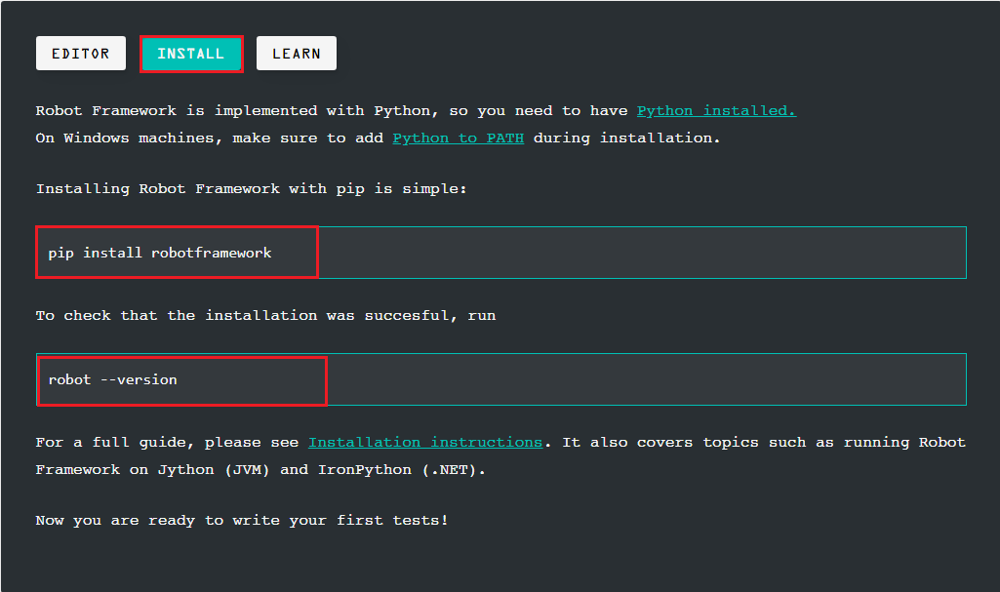 EDITOR INSTALL LEARN
Robot Framework is implemented with Python, so you need to have Python installed.
On Windows machines, make sure to add Python to PATH during installation.
Installing Robot Framework with pip is simple:
pip install robotframework
To check that the installation was succesful, run
robot --version
For a full guide, please see Installation instructions. It also covers topics such as running Robot
Framework on Jython (JVM) and IronPython (.NET).
Now you are ready to write your first tests!